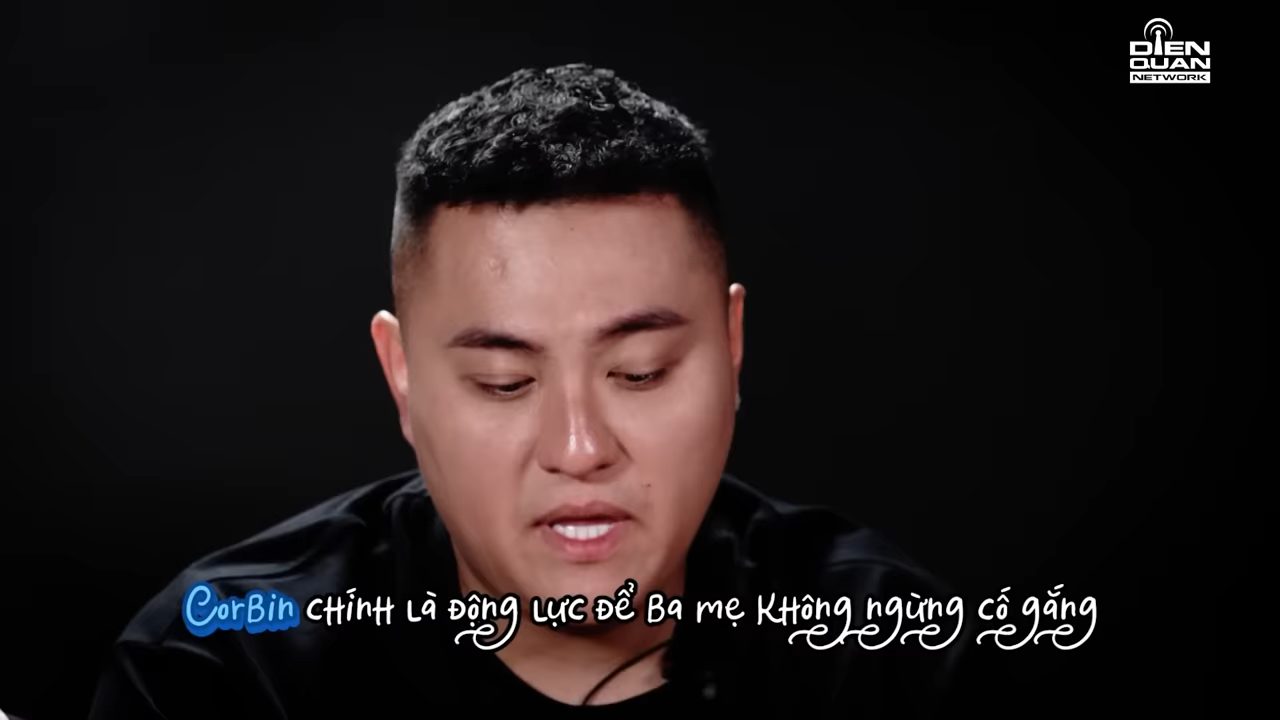 DIEN
QUAN
NETWORK
CorBin CHÍNH LÀ ĐỘNG LỰC ĐỂ BA MẸ KHÔNG NGỪNG CỐ GẮNG